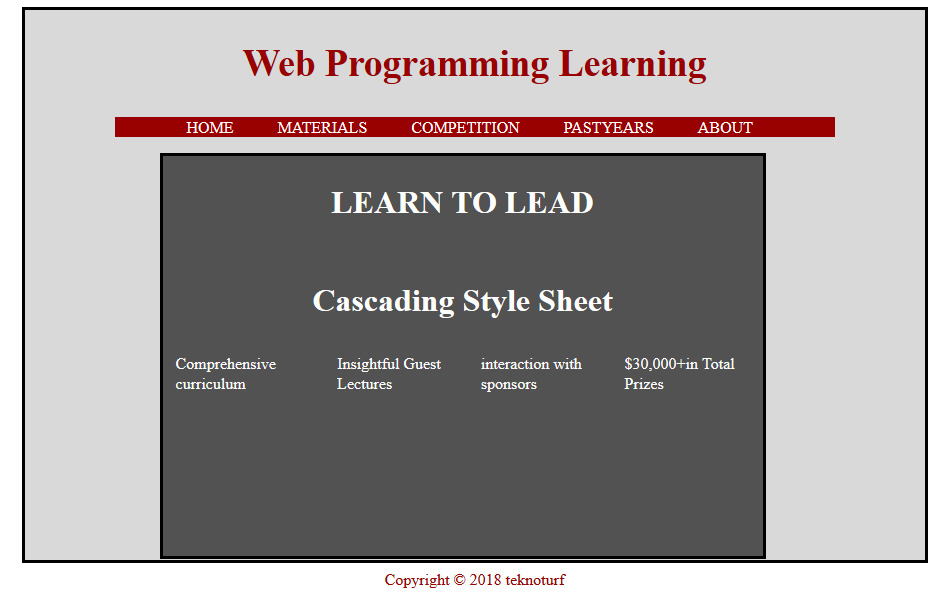 Web Programming Learning
HOME MATERIALS COMPETITION PASTYEARS ABOUT
LEARN TO LEAD
Cascading Style Sheet
Comprehensive curriculum
Insightful Guest Lectures
interaction with sponsors
$30,000+in Total Prizes
Copyright © 2018 teknoturf